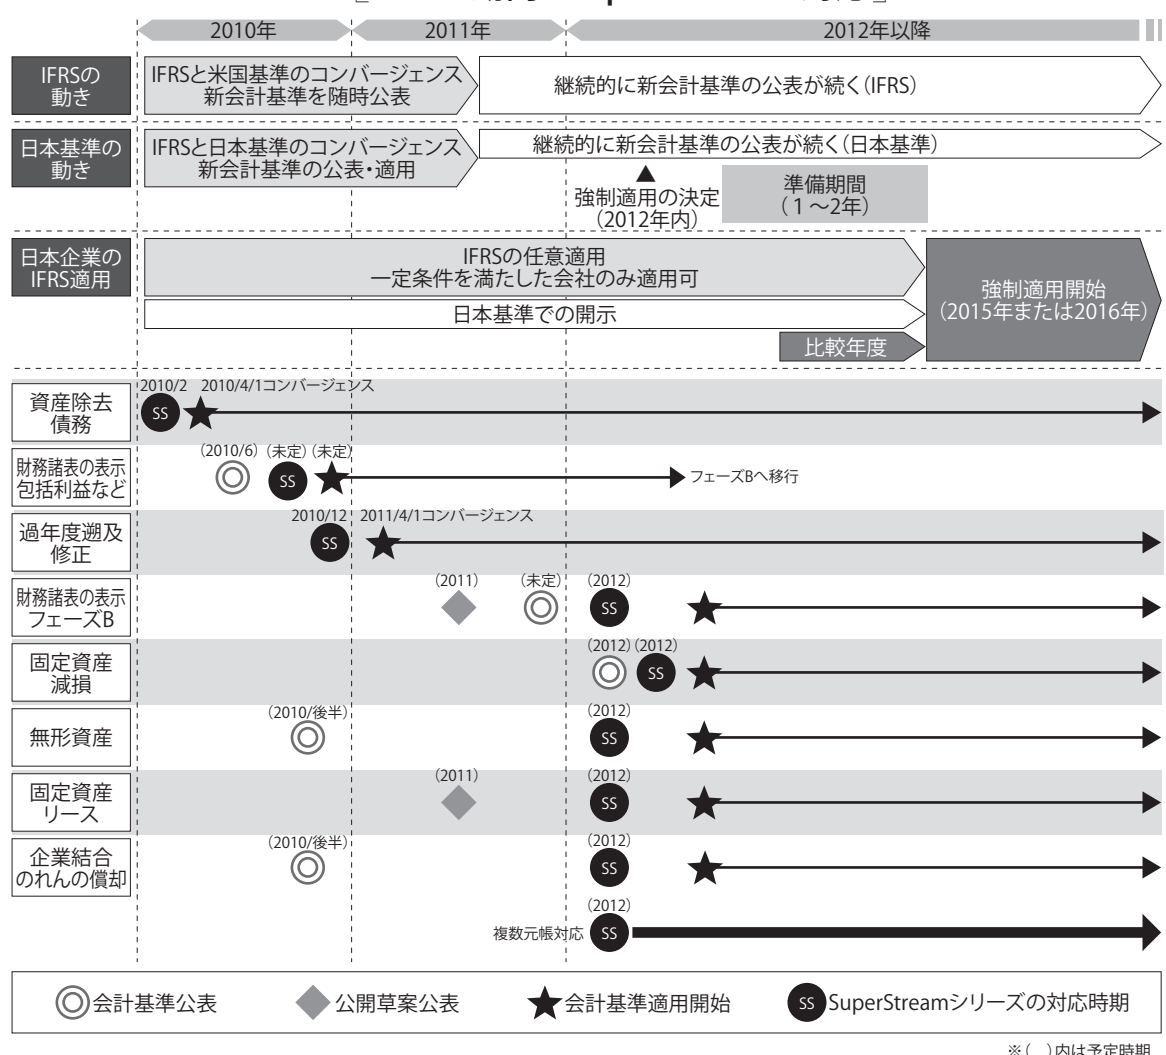 2010年
2011年
2012年以降
IFRSの
動き
IFRSと米国基準のコンバージェンス
新会計基準を随時公表
継続的に新会計基準の公表が続く(IFRS)
日本基準の
動き
IFRSと日本基準のコンバージェンス
新会計基準の公表・適用
継続的に新会計基準の公表が続く(日本基準)
強制適用の決定
(2012年内)
準備期間
(1〜2年)
日本企業の
IFRS適用
IFRSの任意適用
一定条件を満たした会社のみ適用可
日本基準での開示
比較年度
強制適用開始
(2015年または2016年)
資産除去
債務
2010/2 2010/4/1コンバージェンス
SS
財務諸表の表示
包括利益など
(2010/6) (未定) (未定)
SS
フェーズBへ移行
過年度遡及
修正
2010/12 2011/4/1コンバージェンス
SS
財務諸表の表示
フェーズB
(2011) (未定) (2012)
SS
固定資産
減損
(2012) (2012)
SS
無形資産
(2010/後半) (2012)
SS
固定資産
リース
(2011) (2012)
SS
企業結合
のれんの償却
(2010/後半) (2012)
SS
(2012)
複数元帳対応 SS
会計基準公表
公開草案公表
会計基準適用開始
SS SuperStreamシリーズの対応時期
※( )内は予定時期